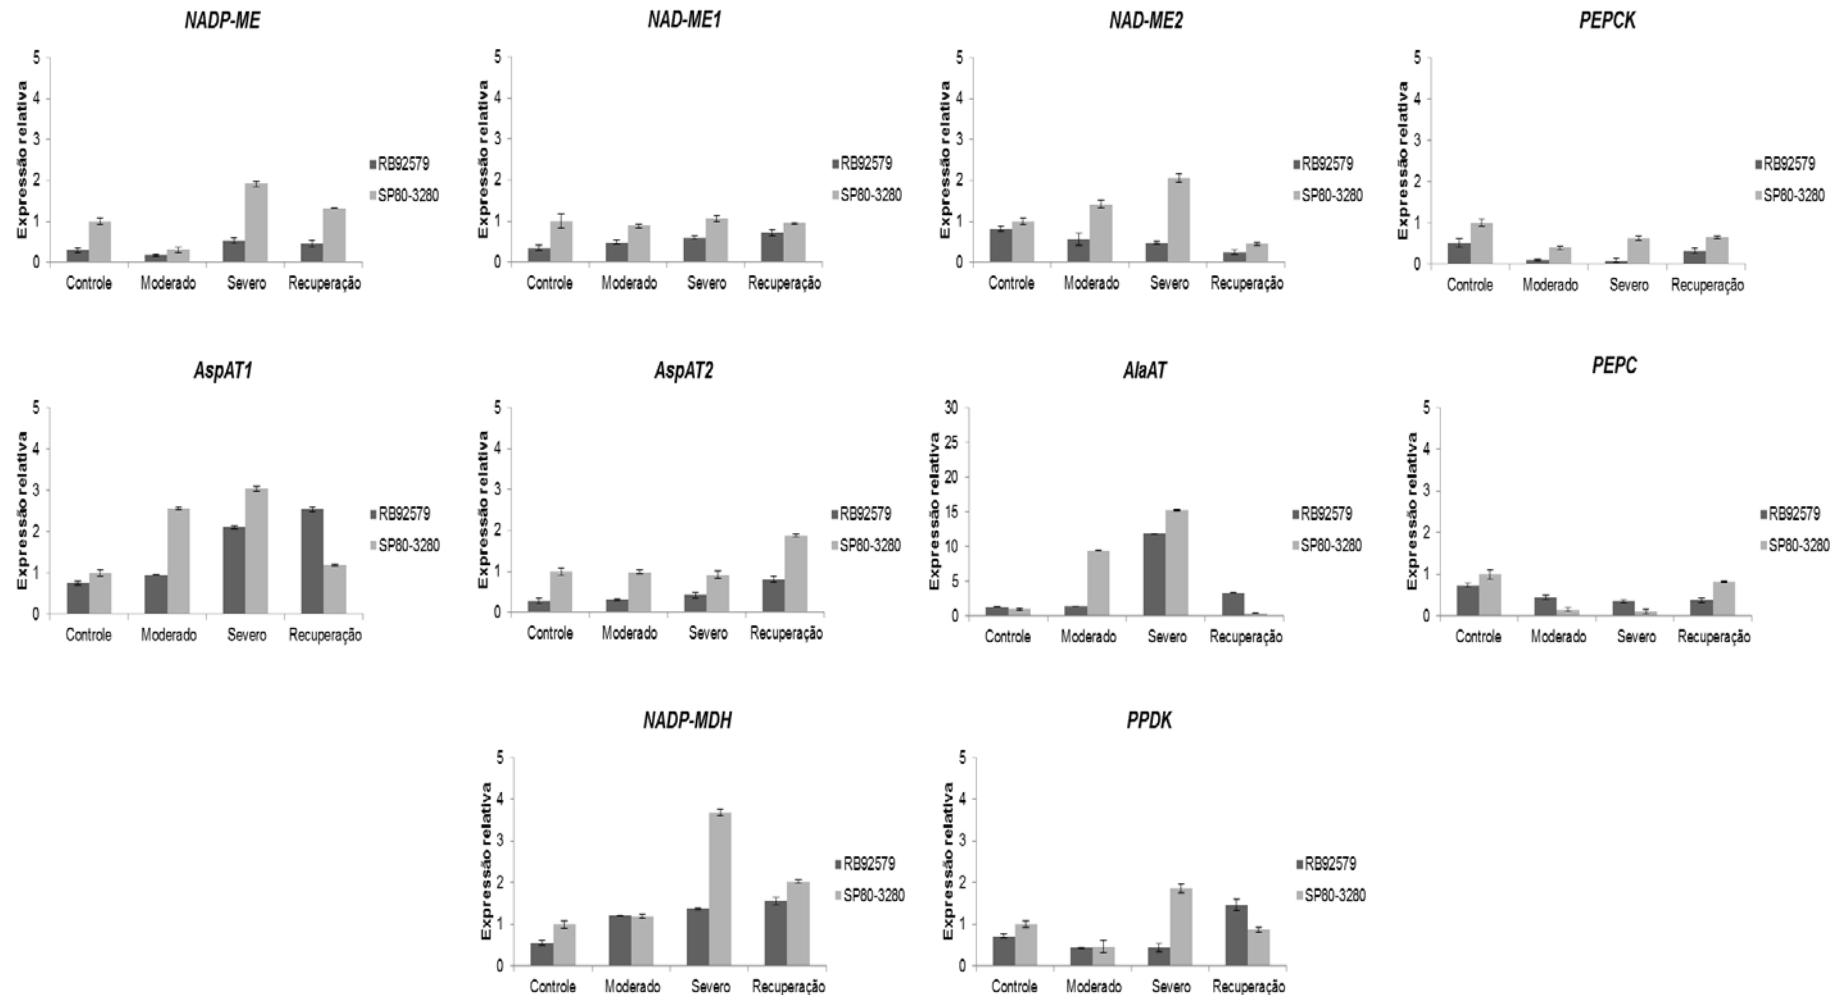 NADP-ME
NAD-ME1
NAD-ME2
PEPCK
Expressão relativa
5
4
3
2
1
0
Controle Moderado Severo Recuperação
RB92579
SP80-3280
Expressão relativa
5
4
3
2
1
0
Controle Moderado Severo Recuperação
RB92579
SP80-3280
Expressão relativa
5
4
3
2
1
0
Controle Moderado Severo Recuperação
RB92579
SP80-3280
Expressão relativa
5
4
3
2
1
0
Controle Moderado Severo Recuperação
RB92579
SP80-3280
AspAT1
AspAT2
AlaAT
PEPC
Expressão relativa
5
4
3
2
1
0
Controle Moderado Severo Recuperação
RB92579
SP80-3280
Expressão relativa
5
4
3
2
1
0
Controle Moderado Severo Recuperação
RB92579
SP80-3280
Expressão relativa
30
25
20
15
10
5
0
Controle Moderado Severo Recuperação
RB92579
SP80-3280
Expressão relativa
5
4
3
2
1
0
Controle Moderado Severo Recuperação
RB92579
SP80-3280
NADP-MDH
PPDK
Expressão relativa
5
4
3
2
1
0
Controle Moderado Severo Recuperação
RB92579
SP80-3280
Expressão relativa
5
4
3
2
1
0
Controle Moderado Severo Recuperação
RB92579
SP80-3280